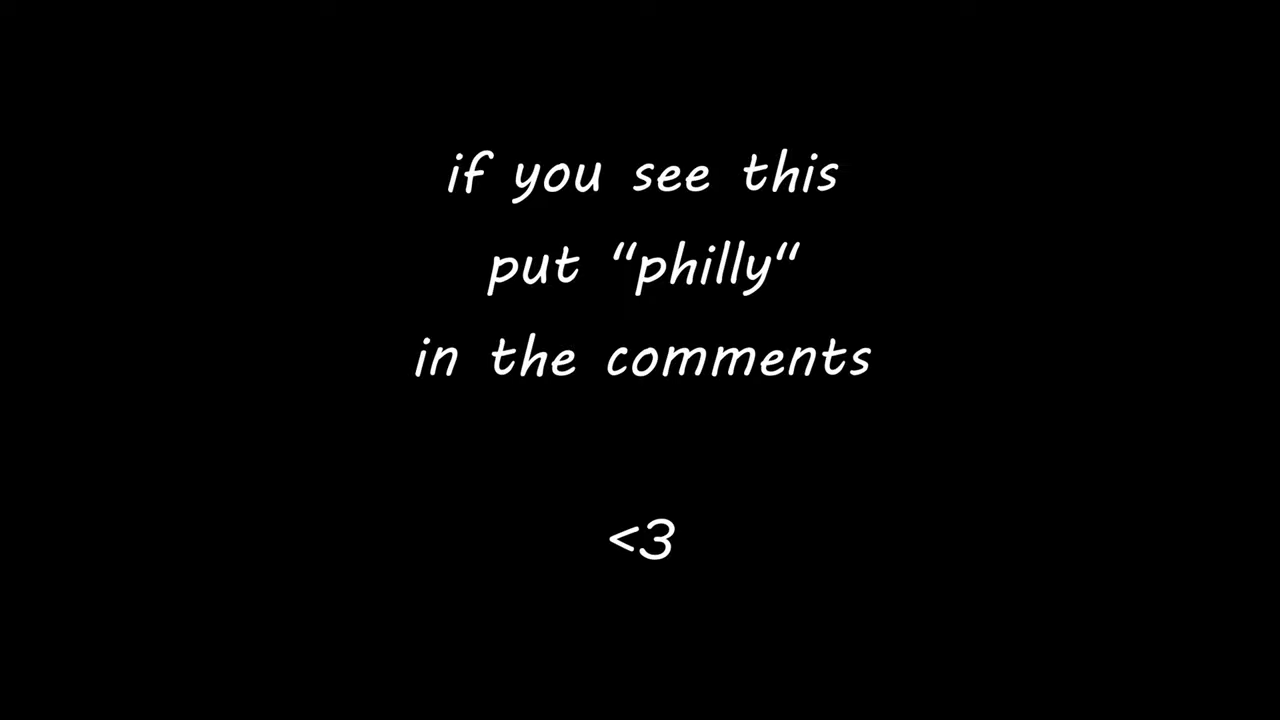 if you see this
put “philly“
in the comments
<3